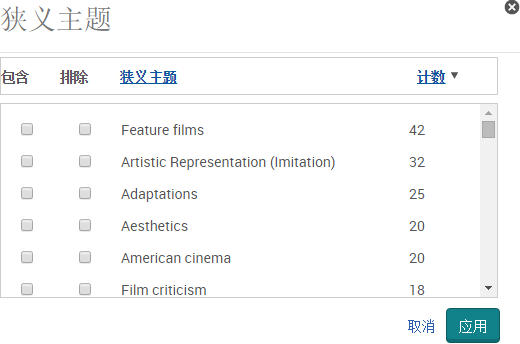 狭义主题
包含 排除 狭义主题 计数
Feature films 42
Artistic Representation (Imitation) 32
Adaptations 25
Aesthetics 20
American cinema 20
Film criticism 18
取消 应用